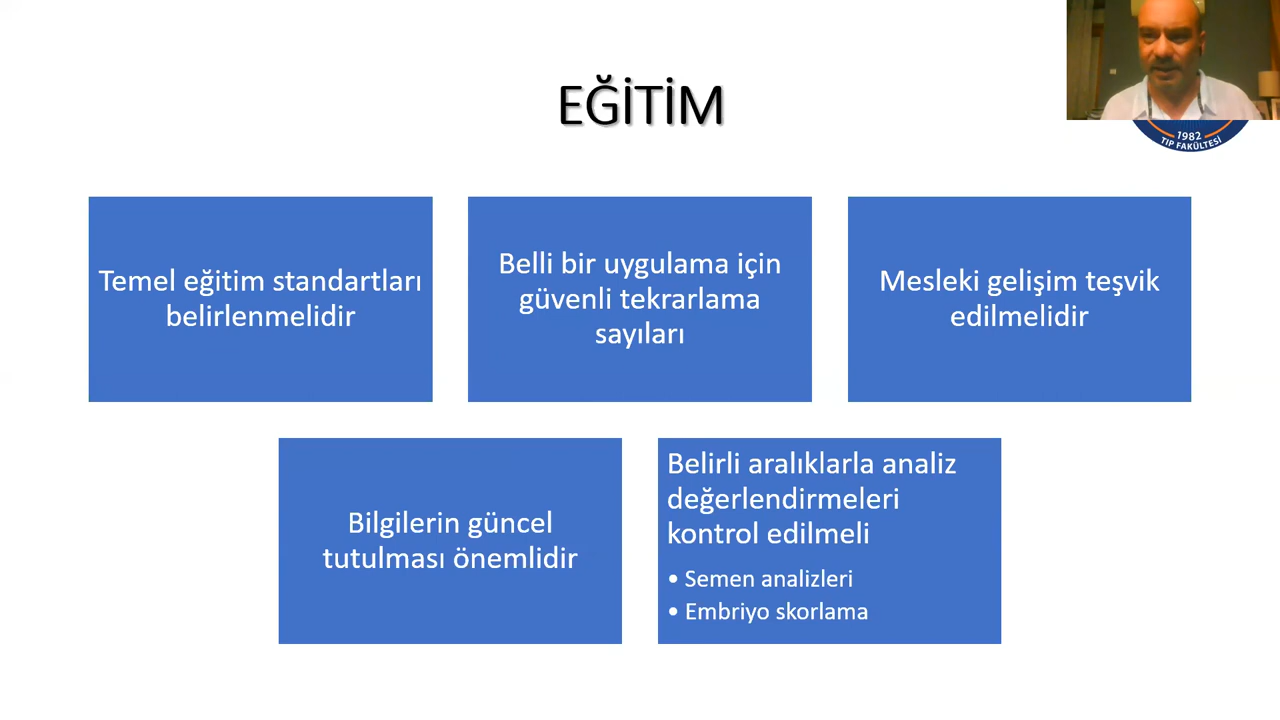 EĞİTİM
1982
TIP FAKÜLTESİ
Temel eğitim standartları
belirlenmelidir
Belli bir uygulama için
güvenli tekrarlama
sayıları
Mesleki gelişim teşvik
edilmelidir
Bilgilerin güncel
tutulması önemlidir
Belirli aralıklarla analiz
değerlendirmeleri
kontrol edilmeli
• Semen analizleri
• Embriyo skorlama